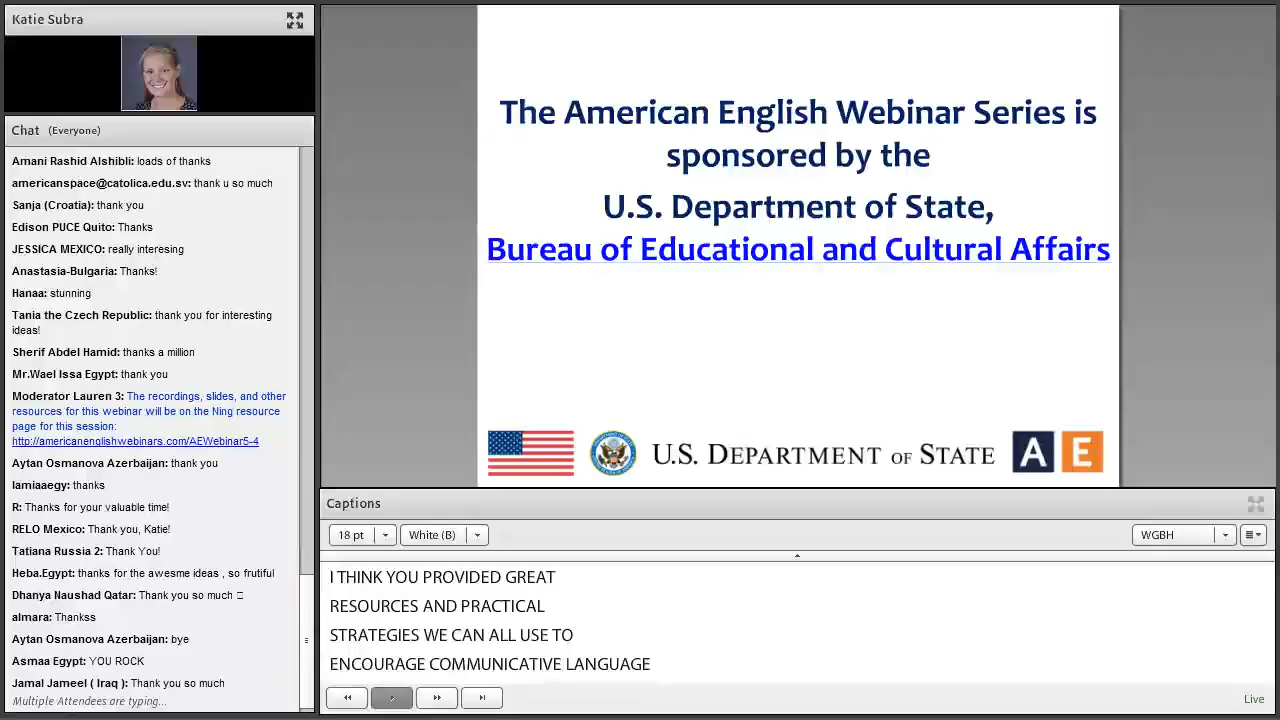 Katie Subra
Chat (Everyone)
Amani Rashid Alshibli: loads of thanks
americanspace@catolica.edu.sv: thank u so much
Sanja (Croatia): thank you
Edison PUCE Quito: Thanks
JESSICA MEXICO: really interesing
Anastasia-Bulgaria: Thanks!
Hanaa: stunning
Tania the Czech Republic: thank you for interesting
ideas!
Sherif Abdel Hamid: thanks a million
Mr.Wael Issa Egypt: thank you
Moderator Lauren 3: The recordings, slides, and other
resources for this webinar will be on the Ning resource
page for this session:
http://americanenglishwebinars.com/AEWebinar5-4
Aytan Osmanova Azerbaijan: thank you
lamiaaegy: thanks
R: Thanks for your valuable time!
RELO Mexico: Thank you, Katie!
Tatiana Russia 2: Thank You!
Heba.Egypt: thanks for the awesme ideas , so frutiful
Dhanya Naushad Qatar: Thank you so much
almara: Thankss
Aytan Osmanova Azerbaijan: bye
Asmaa Egypt: YOU ROCK
Jamal Jameel ( Iraq ): Thank you so much
Multiple Attendees are typing...
The American English Webinar Series is
sponsored by the
U.S. Department of State,
Bureau of Educational and Cultural Affairs
U.S. DEPARTMENT OF STATE
A E
Captions
18 pt
White (B)
WGBH
I THINK YOU PROVIDED GREAT
RESOURCES AND PRACTICAL
STRATEGIES WE CAN ALL USE TO
ENCOURAGE COMMUNICATIVE LANGUAGE
Live